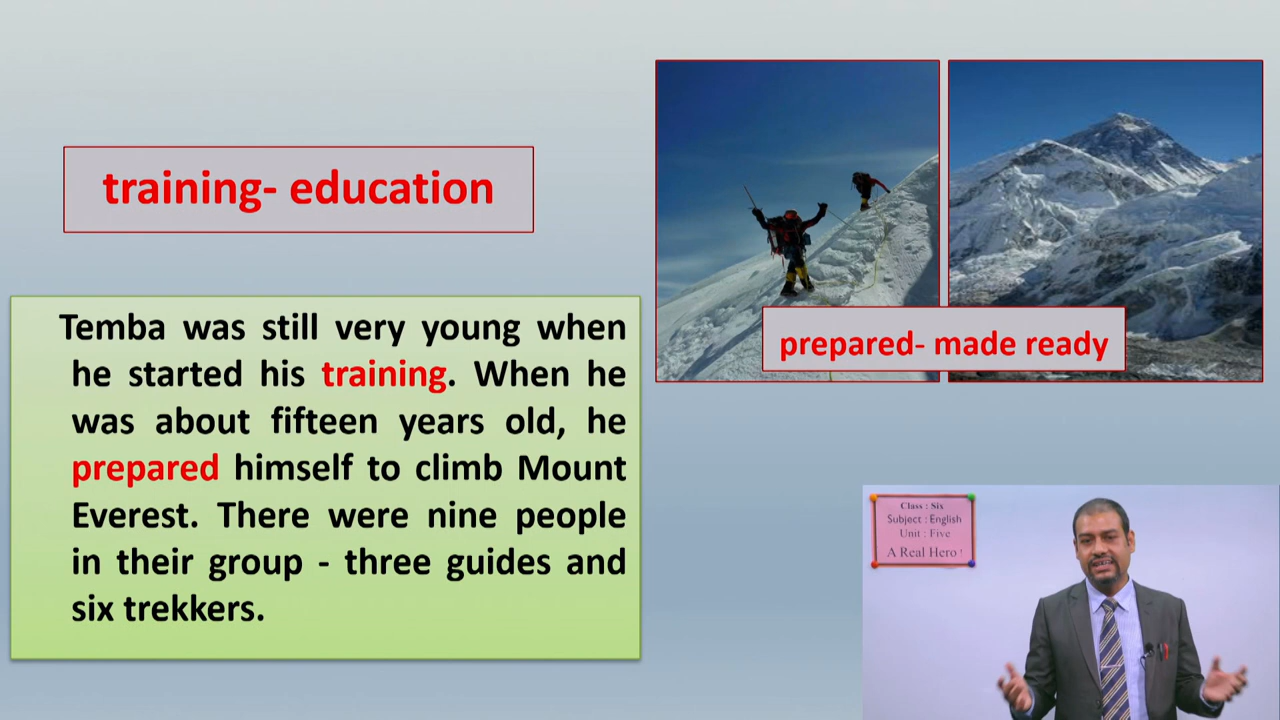 training- education
Temba was still very young when
he started his training. When he
was about fifteen years old, he
prepared himself to climb Mount
Everest. There were nine people
in their group - three guides and
six trekkers.
prepared- made ready
Class : Six
Subject : English
Unit : Five
A Real Hero !